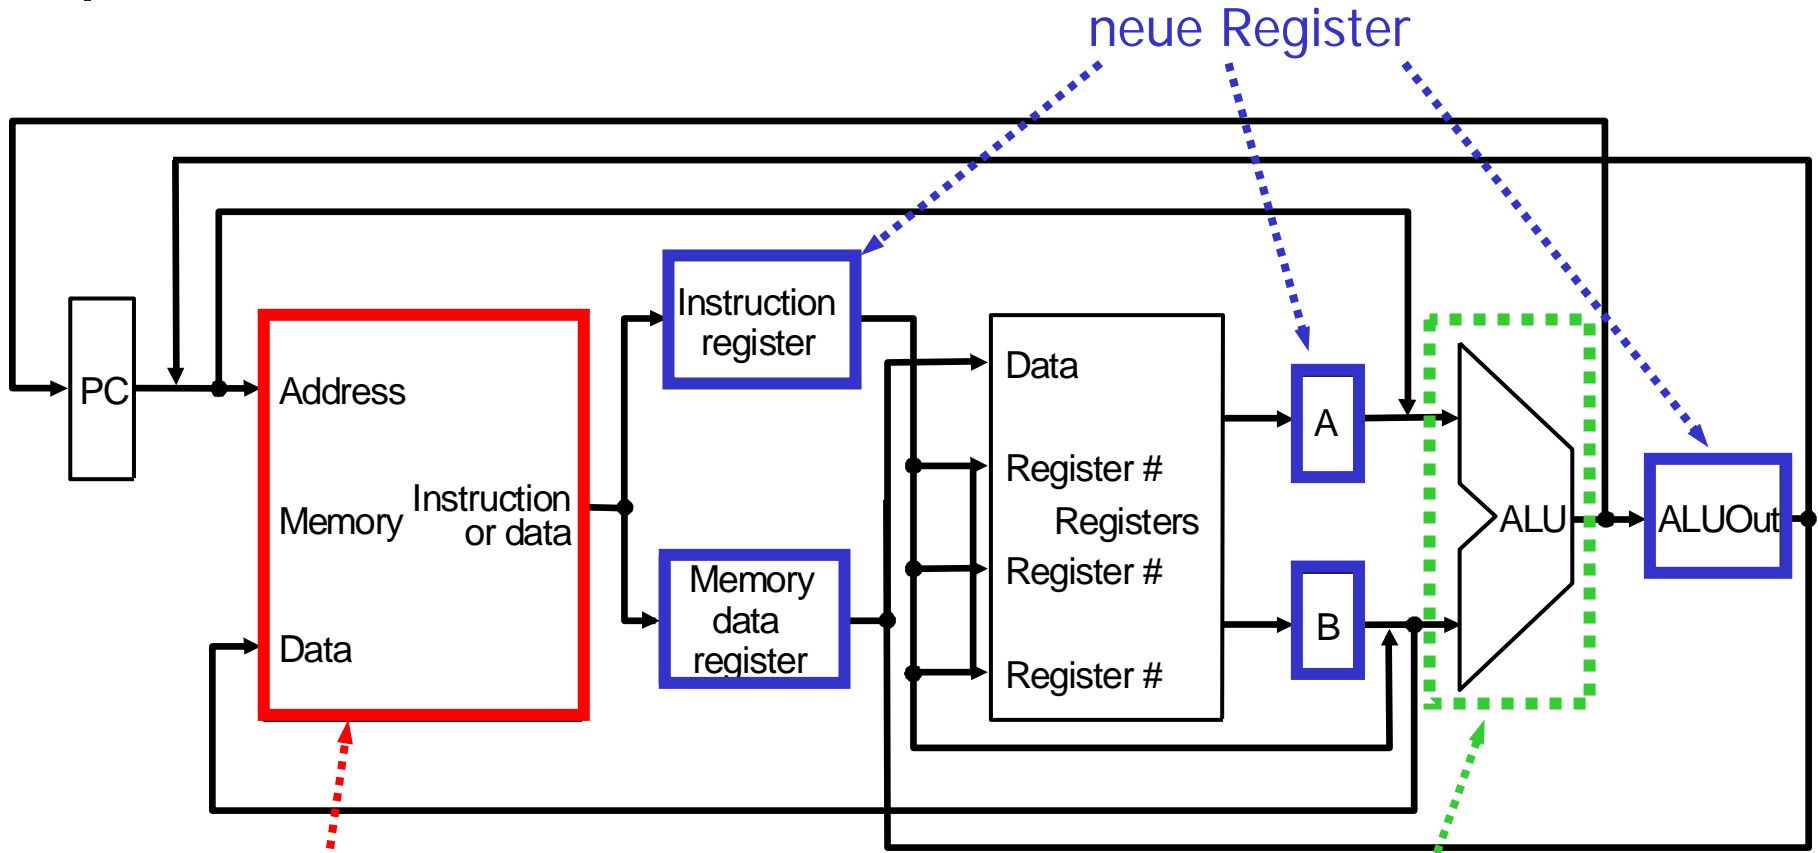 neue Register
Instruction
register
PC
Address
Data
A
Instruction
or data
Memory
Register #
Registers
ALU
ALUOut
Register #
Memory
data
register
B
Data
Register #